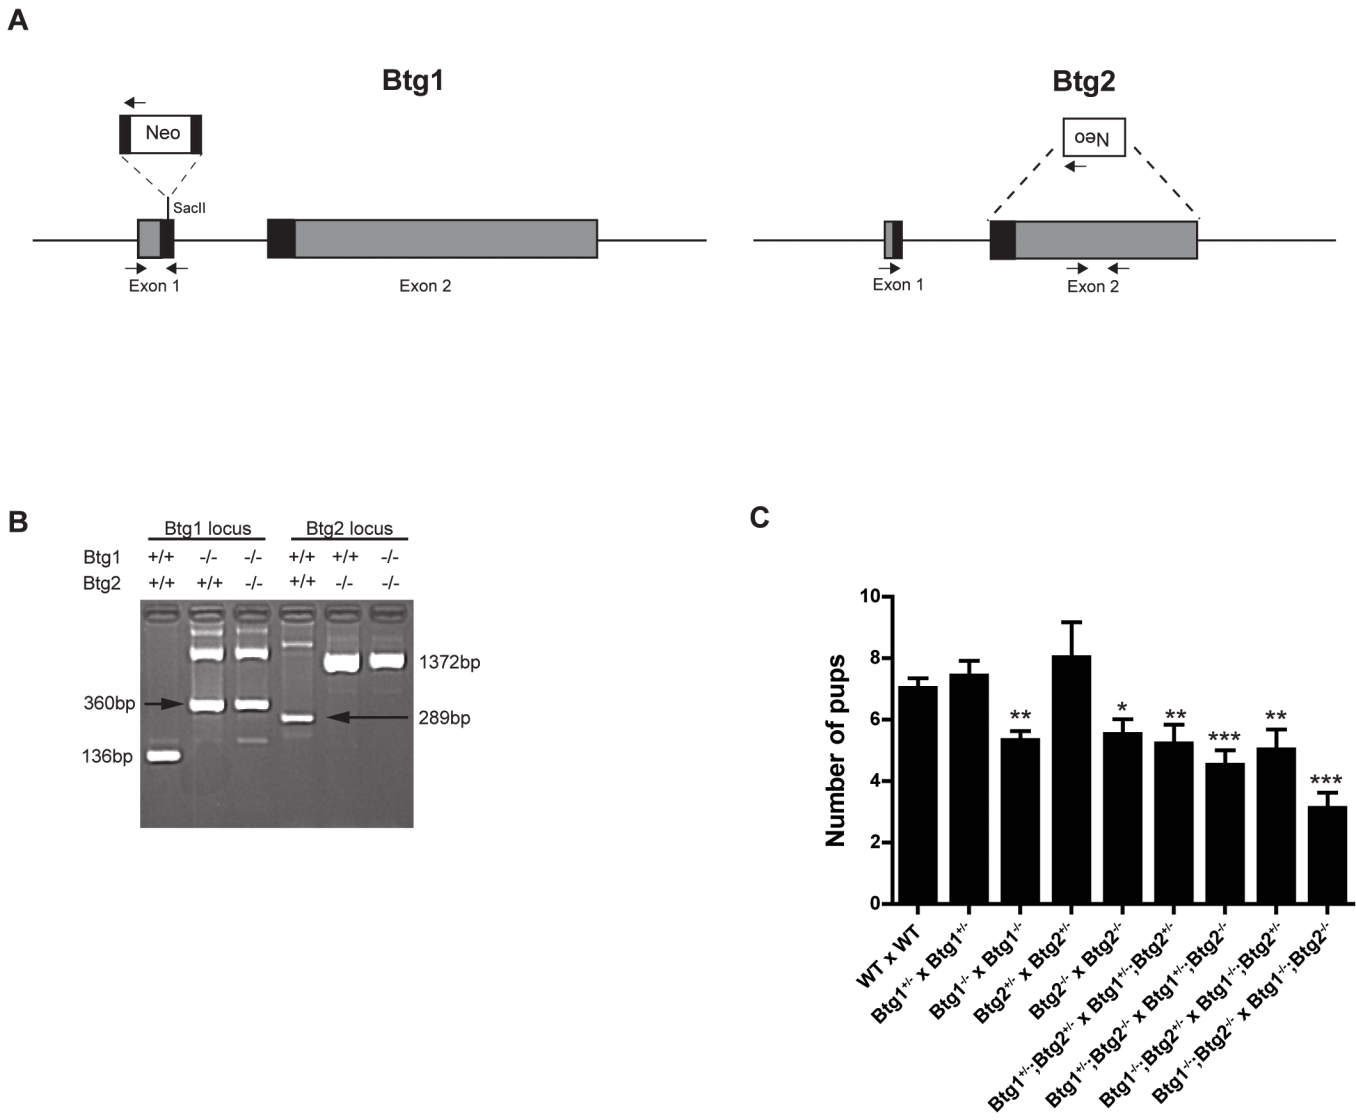 A
Btg1
Btg2
Neo
Neo
SacII
Exon 1
Exon 2
Exon 1
Exon 2
B
C
Btg1 locus
Btg2 locus
Btg1 +/+ -/- -/- +/+ +/+ -/-
Btg2 +/+ +/+ -/- +/+ -/- -/-
1372bp
360bp
289bp
136bp
Number of pups
10
8
6
4
2
0
**
*
**
***
**
***
WT x WT
Btg1+/- x Btg1+/-
Btg1-/- x Btg1-/-
Btg2+/- x Btg2+/-
Btg2-/- x Btg2-/-
Btg1+/-;Btg2+/- x Btg1+/-;Btg2+/-
Btg1+/-;Btg2-/- x Btg1+/-;Btg2-/-
Btg1-/-;Btg2+/- x Btg1-/-;Btg2+/-
Btg1-/-;Btg2-/- x Btg1-/-;Btg2-/-